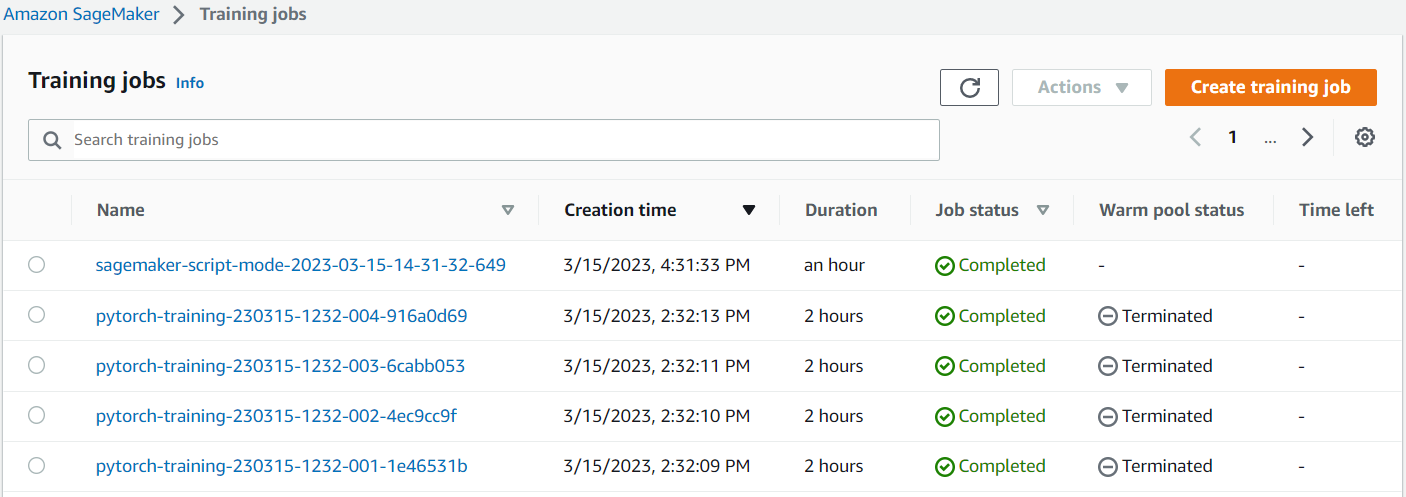 Amazon SageMaker > Training jobs
Training jobs Info
Actions
Create training job
Search training jobs
1 ...
Name Creation time Duration Job status Warm pool status Time left
sagemaker-script-mode-2023-03-15-14-31-32-649 3/15/2023, 4:31:33 PM an hour Completed - -
pytorch-training-230315-1232-004-916a0d69 3/15/2023, 2:32:13 PM 2 hours Completed Terminated -
pytorch-training-230315-1232-003-6cabb053 3/15/2023, 2:32:11 PM 2 hours Completed Terminated -
pytorch-training-230315-1232-002-4ec9cc9f 3/15/2023, 2:32:10 PM 2 hours Completed Terminated -
pytorch-training-230315-1232-001-1e46531b 3/15/2023, 2:32:09 PM 2 hours Completed Terminated -